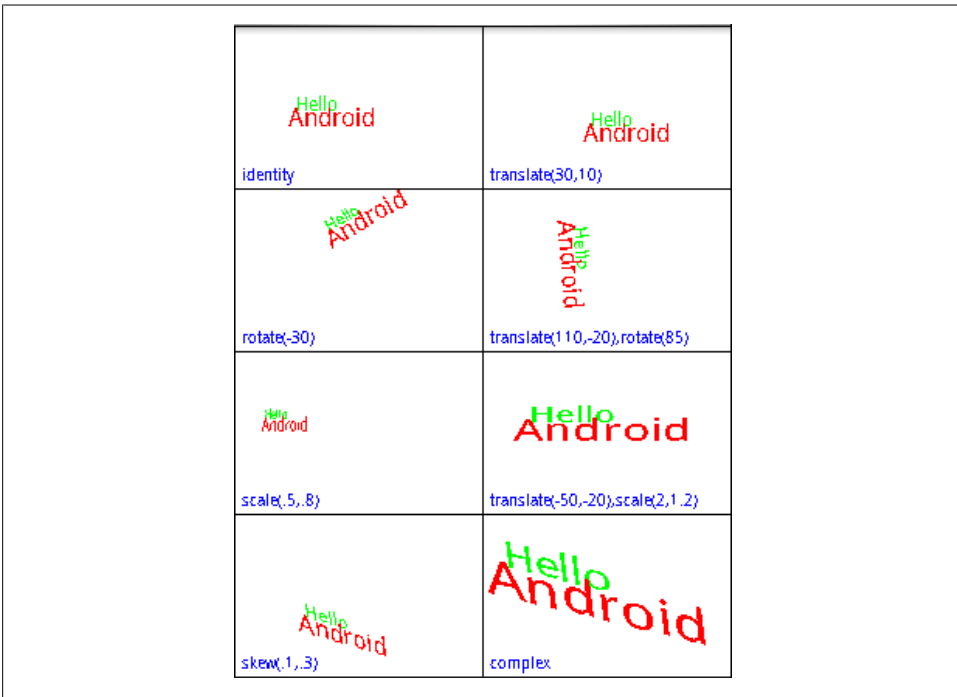 Hello
Android
identity
Hello
Android
translate(30,10)
Hello
Android
rotate(-30)
Hello
Android
translate(110,-20),rotate(85)
Hello
Android
scale(.5,.8)
Hello
Android
translate(-50,-20),scale(2,1.2)
Hello
Android
skew(.1,.3)
Hello
Android
complex